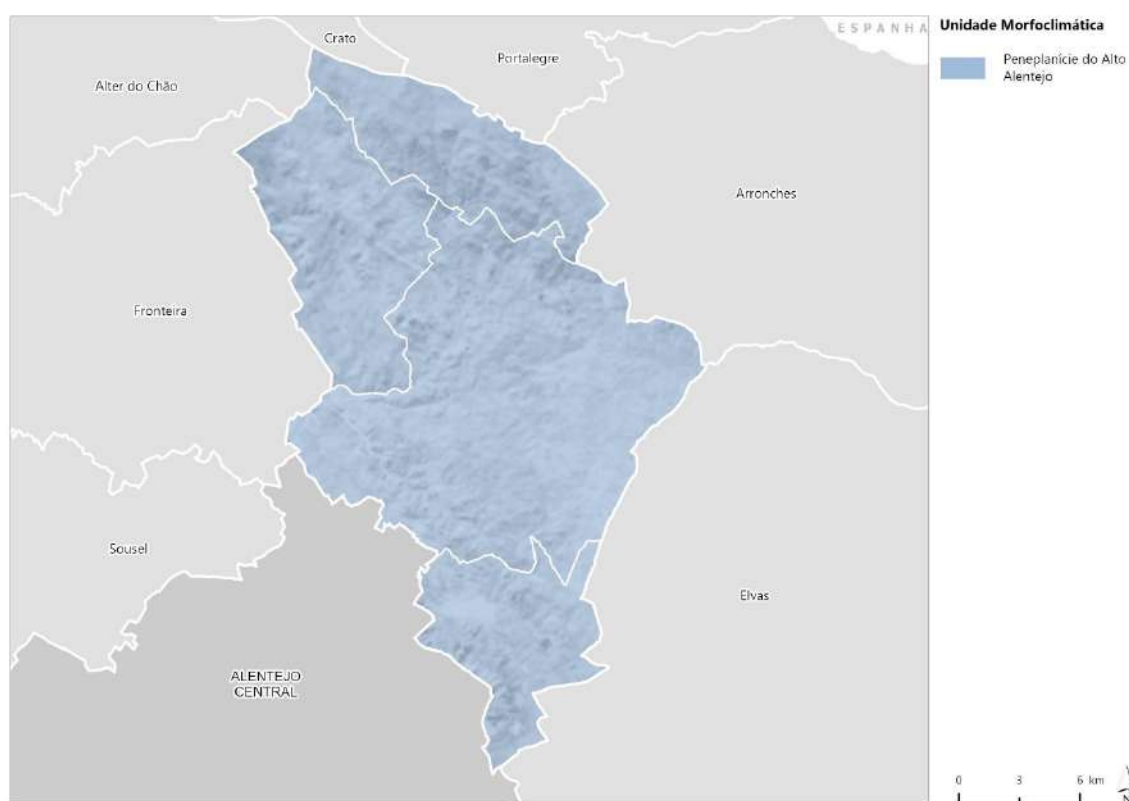 ESPANHA
Unidade Morfoclimática
Crato
Portalegre
Peneplanície do Alto
Alentejo
Alter do Chão
Arronches
Fronteira
Sousel
Elvas
ALENTEJO
CENTRAL
0 3 6 km
N